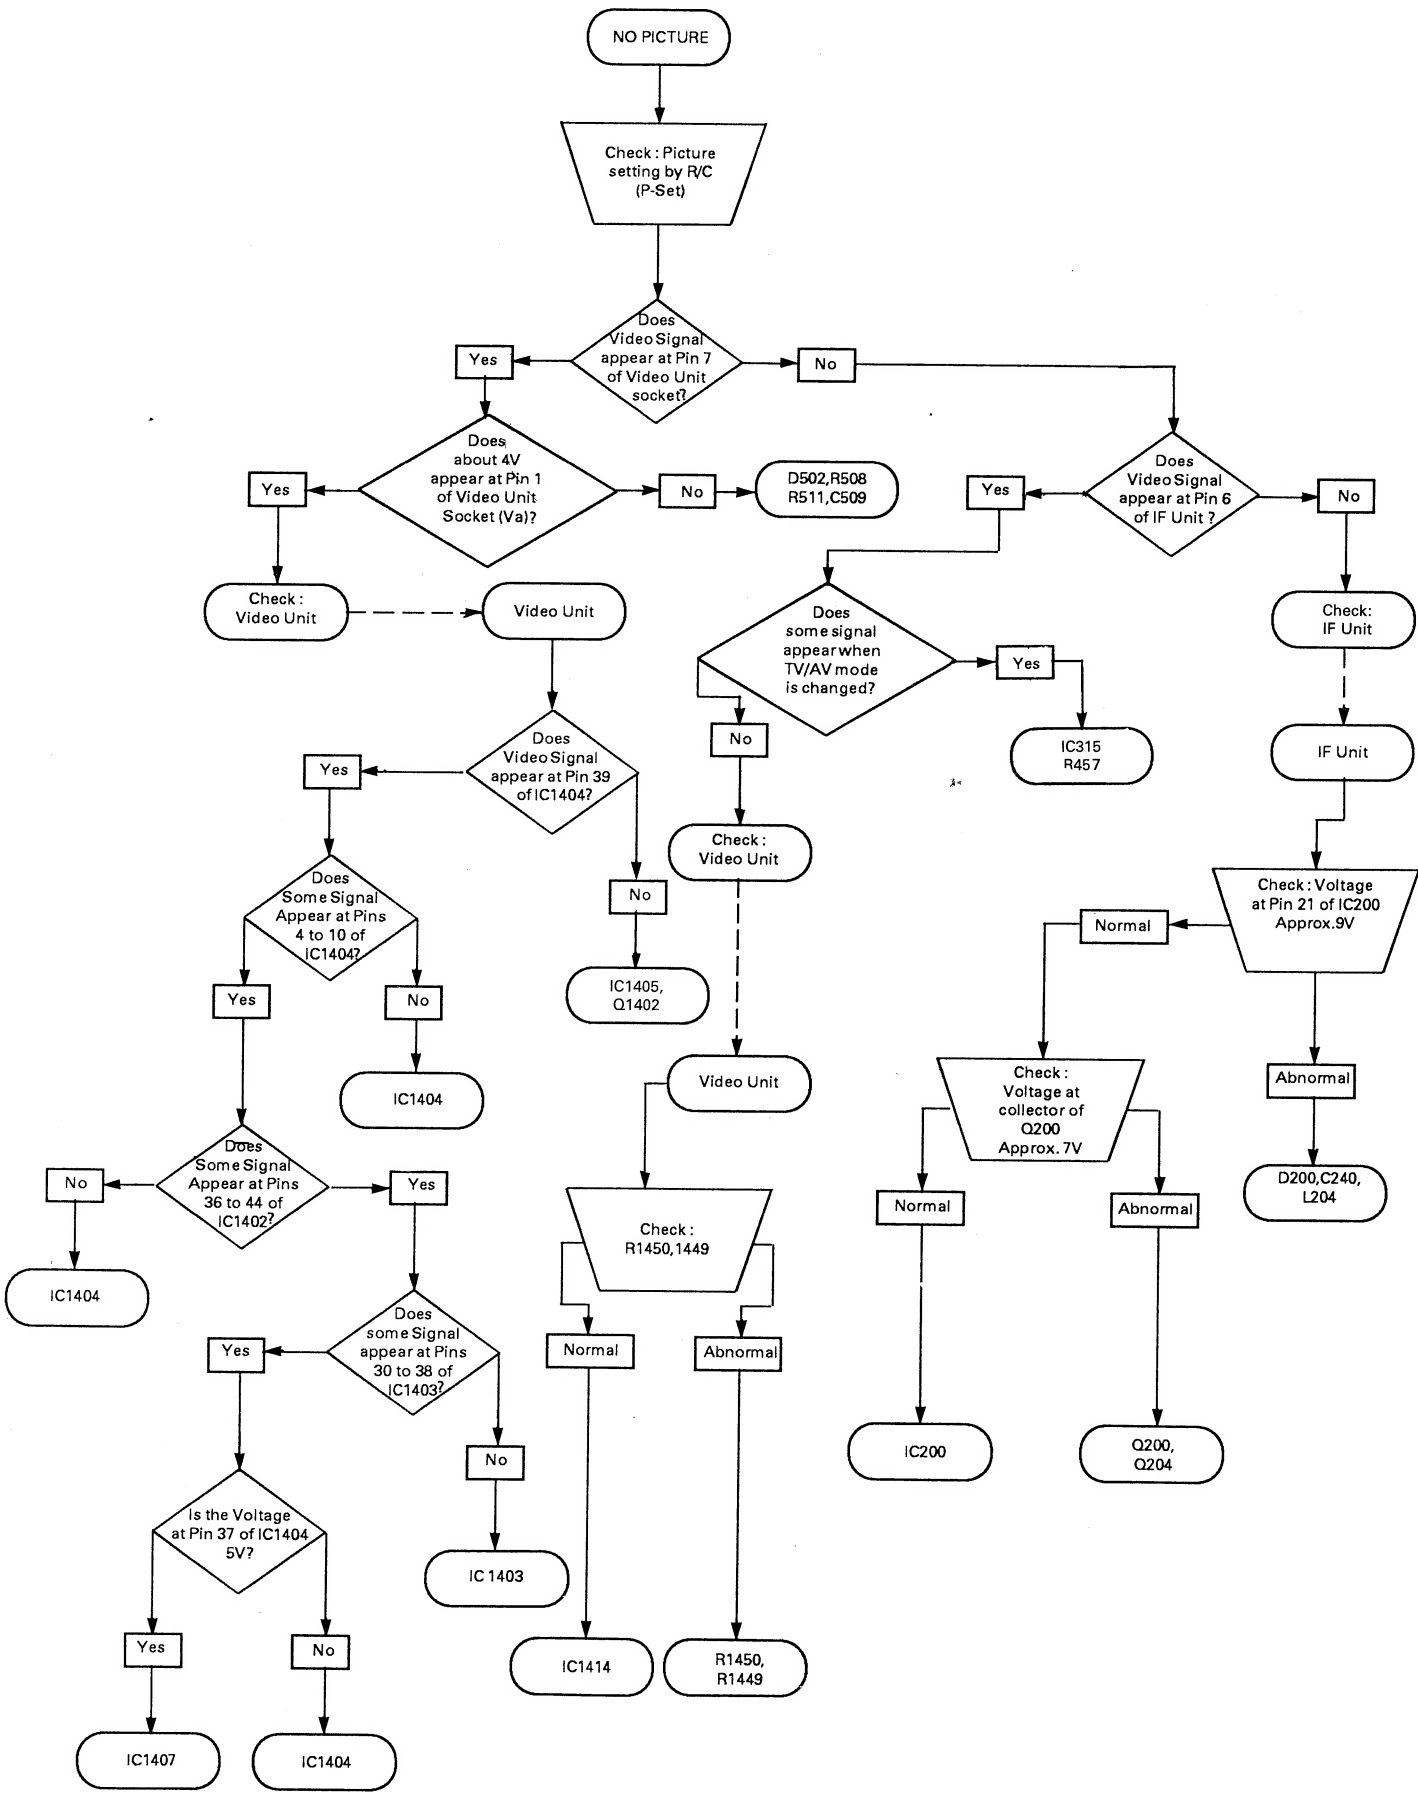 NO PICTURE
Check : Picture
setting by R/C
(P-Set)
Does
Video Signal
appear at Pin 7
of Video Unit
socket?
Yes
No
Does
about 4V
appear at Pin 1
of Video Unit
Socket (Va)?
Yes
No
D502,R508
R511,C509
Does
Video Signal
appear at Pin 6
of IF Unit ?
Yes
No
Check :
Video Unit
Video Unit
Does
some signal
appear when
TV/AV mode
is changed?
Yes
No
IC315
R457
Check:
IF Unit
IF Unit
Does
Video Signal
appear at Pin 39
of IC1404?
Yes
No
IC1405,
Q1402
Check :
Video Unit
Video Unit
Does
Some Signal
Appear at Pins
4 to 10 of
IC1404?
Yes
No
IC1404
Check : Voltage
at Pin 21 of IC200
Approx.9V
Normal
Abnormal
D200,C240,
L204
Check :
Voltage at
collector of
Q200
Approx. 7V
Normal
Abnormal
IC200
Q200,
Q204
Does
Some Signal
Appear at Pins
36 to 44 of
IC1402?
No
Yes
IC1404
Check :
R1450,1449
Normal
Abnormal
IC1414
R1450,
R1449
Does
some Signal
appear at Pins
30 to 38 of
IC1403?
Yes
No
IC 1403
Is the Voltage
at Pin 37 of IC1404
5V?
Yes
No
IC1407
IC1404